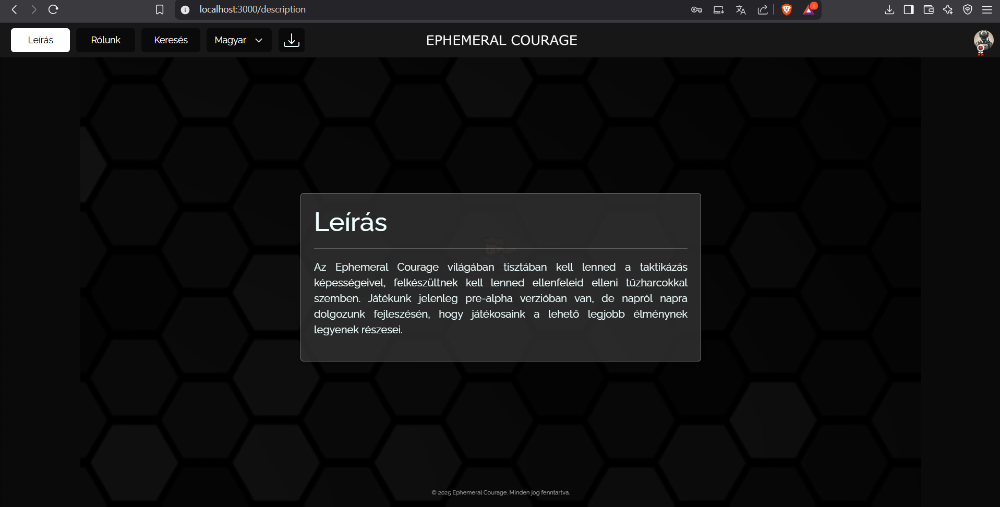 localhost:3000/description
1
Leírás
Rólunk
Keresés
Magyar
EPHEMERAL COURAGE
Leírás
Az Ephemeral Courage világában tisztában kell lenned a taktikázás
képességeivel, felkészültnek kell lenned ellenfeleid elleni tűzharcokkal
szemben. Játékunk jelenleg pre-alpha verzióban van, de napról napra
dolgozunk fejlesztésén, hogy játékosaink a lehető legjobb élménynek
legyenek részesei.
© 2025 Ephemeral Courage. Minden jog fenntartva.